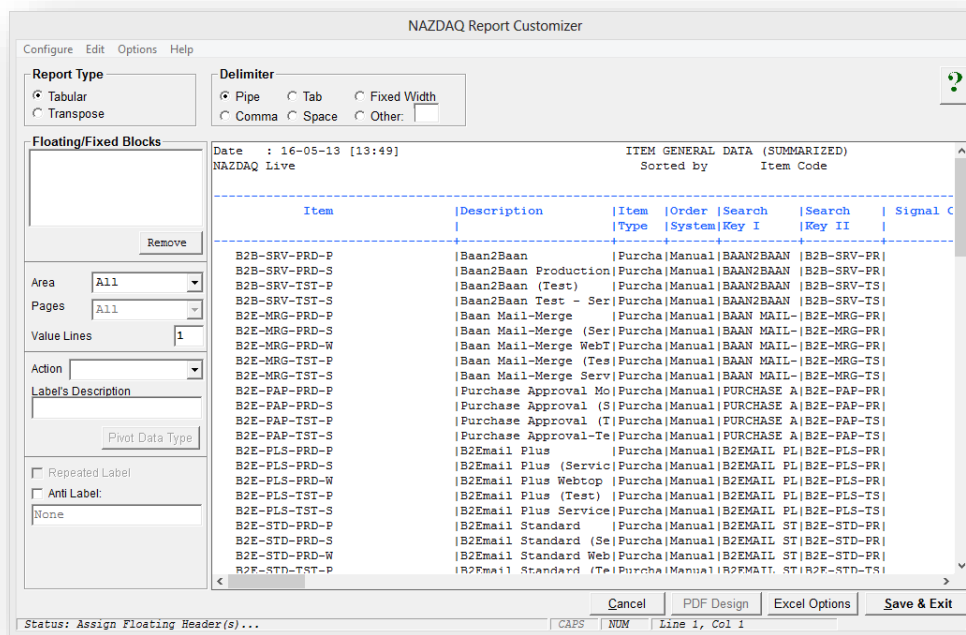 NAZDAQ Report Customizer
Configure Edit Options Help
Report Type
Tabular
Transpose
Delimiter
Pipe Tab Fixed Width
Comma Space Other:
?
Floating/Fixed Blocks
Remove
Area All
Pages All
Value Lines 1
Action
Label's Description
Pivot Data Type
Repeated Label
Anti Label:
None
Date : 16-05-13 [13:49] ITEM GENERAL DATA (SUMMARIZED)
NAZDAQ Live Sorted by Item Code
Item |Description |Item |Order |Search |Search | Signal C
| |Type |System|Key I |Key II |
B2B-SRV-PRD-P |Baan2Baan |Purcha|Manual|BAAN2BAAN |B2B-SRV-PR|
B2B-SRV-PRD-S |Baan2Baan Production|Purcha|Manual|BAAN2BAAN |B2B-SRV-PR|
B2B-SRV-TST-P |Baan2Baan (Test) |Purcha|Manual|BAAN2BAAN |B2B-SRV-TS|
B2B-SRV-TST-S |Baan2Baan Test - Ser|Purcha|Manual|BAAN2BAAN |B2B-SRV-TS|
B2E-MRG-PRD-P |Baan Mail-Merge |Purcha|Manual|BAAN MAIL-|B2E-MRG-PR|
B2E-MRG-PRD-S |Baan Mail-Merge (Ser|Purcha|Manual|BAAN MAIL-|B2E-MRG-PR|
B2E-MRG-PRD-W |Baan Mail-Merge WebT|Purcha|Manual|BAAN MAIL-|B2E-MRG-PR|
B2E-MRG-TST-P |Baan Mail-Merge (Tes|Purcha|Manual|BAAN MAIL-|B2E-MRG-TS|
B2E-MRG-TST-S |Baan Mail-Merge Serv|Purcha|Manual|BAAN MAIL-|B2E-MRG-TS|
B2E-PAP-PRD-P |Purchase Approval Mo|Purcha|Manual|PURCHASE A|B2E-PAP-PR|
B2E-PAP-PRD-S |Purchase Approval (S|Purcha|Manual|PURCHASE A|B2E-PAP-PR|
B2E-PAP-TST-P |Purchase Approval (T|Purcha|Manual|PURCHASE A|B2E-PAP-TS|
B2E-PAP-TST-S |Purchase Approval-Te|Purcha|Manual|PURCHASE A|B2E-PAP-TS|
B2E-PLS-PRD-P |B2Email Plus |Purcha|Manual|B2EMAIL PL|B2E-PLS-PR|
B2E-PLS-PRD-S |B2Email Plus (Servic|Purcha|Manual|B2EMAIL PL|B2E-PLS-PR|
B2E-PLS-PRD-W |B2Email Plus Webtop |Purcha|Manual|B2EMAIL PL|B2E-PLS-PR|
B2E-PLS-TST-P |B2Email Plus (Test) |Purcha|Manual|B2EMAIL PL|B2E-PLS-TS|
B2E-PLS-TST-S |B2Email Plus Service|Purcha|Manual|B2EMAIL PL|B2E-PLS-TS|
B2E-STD-PRD-P |B2Email Standard |Purcha|Manual|B2EMAIL ST|B2E-STD-PR|
B2E-STD-PRD-S |B2Email Standard (Se|Purcha|Manual|B2EMAIL ST|B2E-STD-PR|
B2E-STD-PRD-W |B2Email Standard Web|Purcha|Manual|B2EMAIL ST|B2E-STD-PR|
B2E-STD-TST-P |B2Email Standard (Te|Purcha|Manual|B2EMAIL ST|B2E-STD-TS|
Cancel PDF Design Excel Options Save & Exit
Status: Assign Floating Header(s)... CAPS NUM Line 1, Col 1